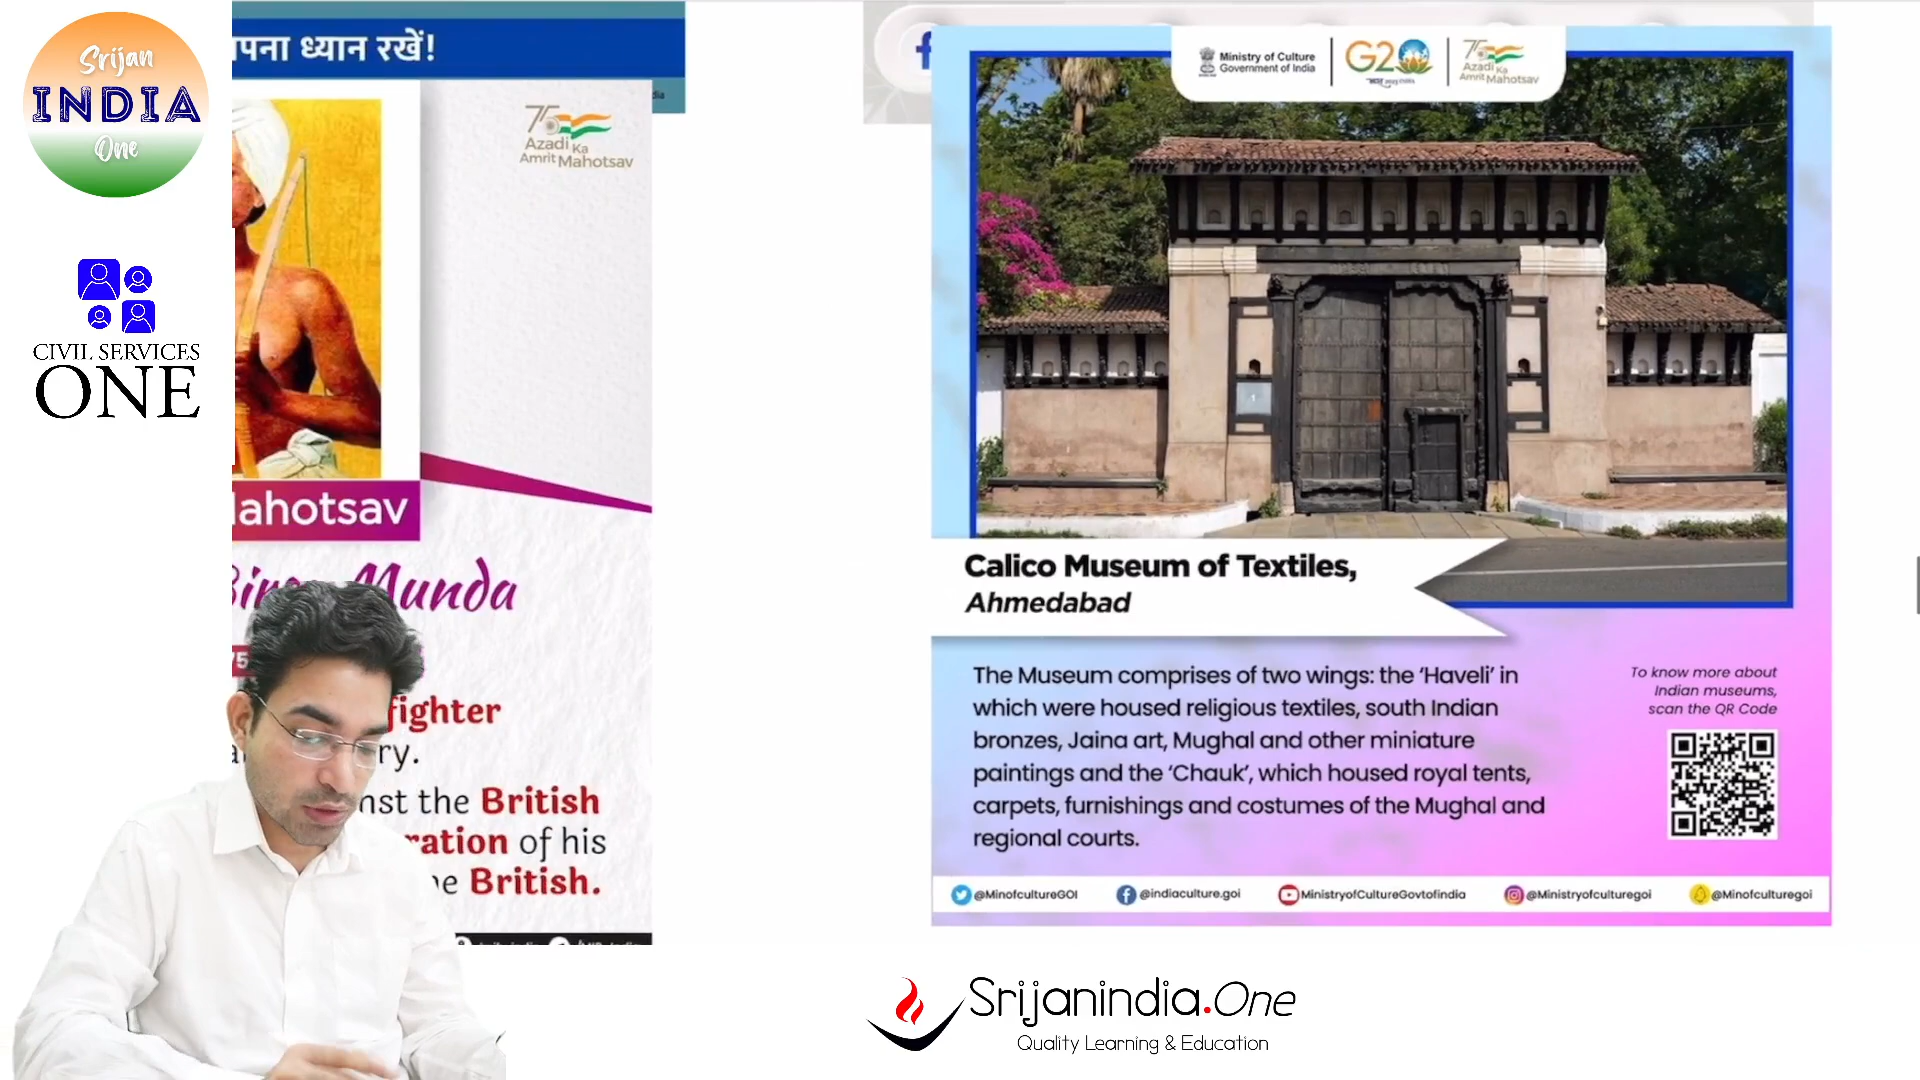 Srijan
INDIA
One
CIVIL SERVICES
ONE
पना ध्यान रखें!
75
Azadi Ka
Amrit Mahotsav
ahotsav
Munda
fighter
ry.
nst the British
ration of his
e British.
Ministry of Culture
Government of India
G20
75
Azadi Ka
Amrit Mahotsav
Calico Museum of Textiles,
Ahmedabad
The Museum comprises of two wings: the ‘Haveli’ in
which were housed religious textiles, south Indian
bronzes, Jaina art, Mughal and other miniature
paintings and the ‘Chauk’, which housed royal tents,
carpets, furnishings and costumes of the Mughal and
regional courts.
To know more about
Indian museums,
scan the QR Code
@MinofcultureGOI
@indiaculture.goi
MinistryofCultureGovtofindia
@Ministryofculturegoi
@Minofculturegoi
Srijanindia.One
Quality Learning & Education